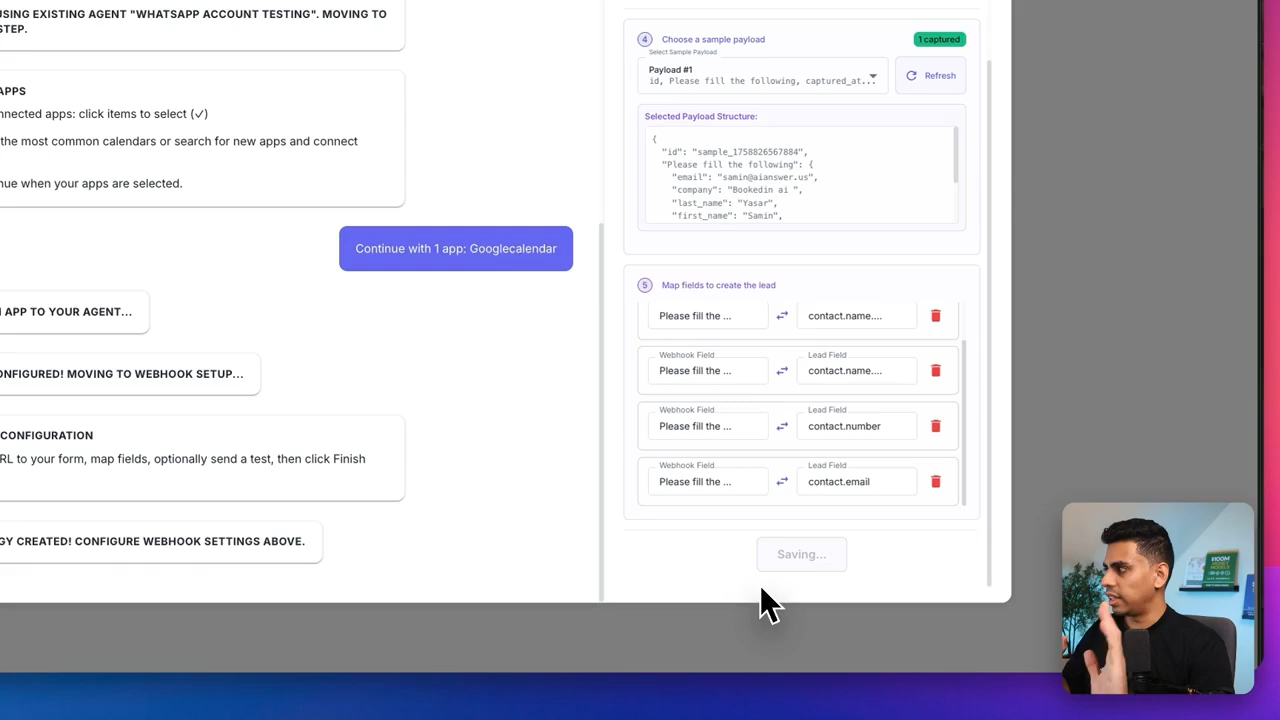 USING EXISTING AGENT "WHATSAPP ACCOUNT TESTING". MOVING TO
STEP.
APPS
nnected apps: click items to select (✓)
the most common calendars or search for new apps and connect
nue when your apps are selected.
Continue with 1 app: Googlecalendar
APP TO YOUR AGENT...
ONFIGURED! MOVING TO WEBHOOK SETUP...
CONFIGURATION
RL to your form, map fields, optionally send a test, then click Finish
GY CREATED! CONFIGURE WEBHOOK SETTINGS ABOVE.
4 Choose a sample payload 1 captured
Select Sample Payload
Payload #1
id, Please fill the following, captured_at...
Refresh
Selected Payload Structure:
{
"id": "sample_1758826567884",
"Please fill the following": {
"email": "samin@aianswer.us",
"company": "Bookedin ai ",
"last_name": "Yasar",
"first_name": "Samin",
5 Map fields to create the lead
Please fill the ... contact.name....
Webhook Field Lead Field
Please fill the ... contact.name....
Webhook Field Lead Field
Please fill the ... contact.number
Webhook Field Lead Field
Please fill the ... contact.email
Saving...
$100M
MONEY
MODELS